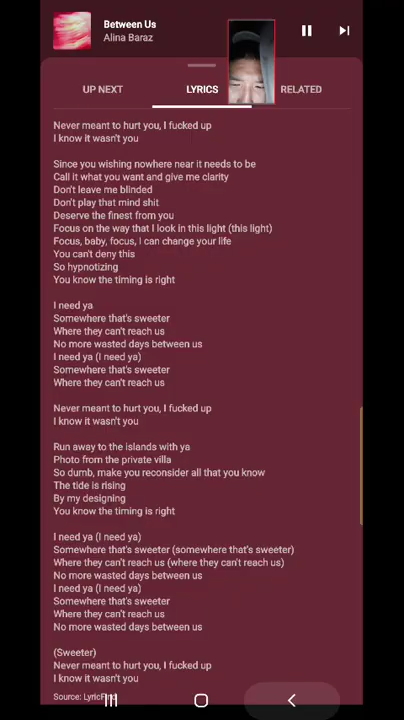 Between Us
Alina Baraz
UP NEXT
LYRICS
RELATED
Never meant to hurt you, I fucked up
I know it wasn't you
Since you wishing nowhere near it needs to be
Call it what you want and give me clarity
Don't leave me blinded
Don't play that mind shit
Deserve the finest from you
Focus on the way that I look in this light (this light)
Focus, baby, focus, I can change your life
You can't deny this
So hypnotizing
You know the timing is right
I need ya
Somewhere that's sweeter
Where they can't reach us
No more wasted days between us
I need ya (I need ya)
Somewhere that's sweeter
Where they can't reach us
Never meant to hurt you, I fucked up
I know it wasn't you
Run away to the islands with ya
Photo from the private villa
So dumb, make you reconsider all that you know
The tide is rising
By my designing
You know the timing is right
I need ya (I need ya)
Somewhere that's sweeter (somewhere that's sweeter)
Where they can't reach us (where they can't reach us)
No more wasted days between us
I need ya (I need ya)
Somewhere that's sweeter
Where they can't reach us
No more wasted days between us
(Sweeter)
Never meant to hurt you, I fucked up
I know it wasn't you
Source: LyricFind